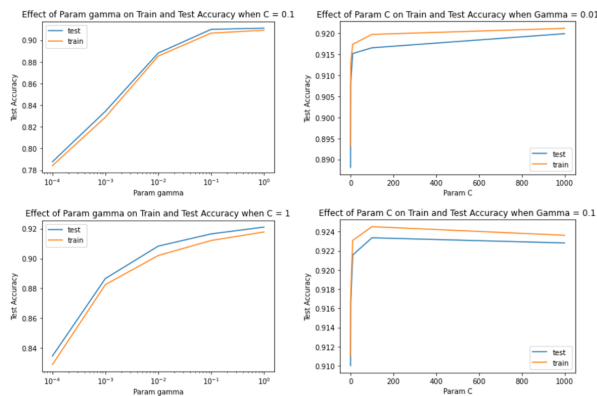 Effect of Param gamma on Train and Test Accuracy when C = 0.1
test
train
Test Accuracy
0.90
0.88
0.86
0.84
0.82
0.80
0.78
10⁻⁴
10⁻³
10⁻²
10⁻¹
10⁰
Param gamma
Effect of Param C on Train and Test Accuracy when Gamma = 0.01
Test Accuracy
0.920
0.915
0.910
0.905
0.900
0.895
0.890
test
train
0
200
400
600
800
1000
Param C
Effect of Param gamma on Train and Test Accuracy when C = 1
test
train
Test Accuracy
0.92
0.90
0.88
0.86
0.84
10⁻⁴
10⁻³
10⁻²
10⁻¹
10⁰
Param gamma
Effect of Param C on Train and Test Accuracy when Gamma = 0.1
Test Accuracy
0.924
0.922
0.920
0.918
0.916
0.914
0.912
0.910
test
train
0
200
400
600
800
1000
Param C